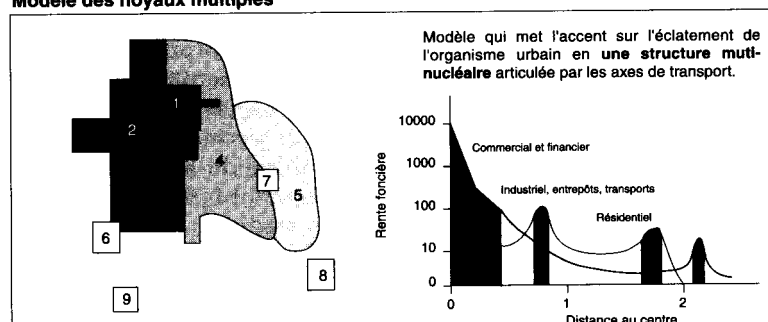 Modèle des noyaux multiples
Modèle qui met l'accent sur l'éclatement de
l'organisme urbain en une structure muti-
nucléaire articulée par les axes de transport.
1
2
4
7
5
6
8
9
Rente foncière
10000
1000
100
10
0
Commercial et financier
Industriel, entrepôts, transports
Résidentiel
0
1
2
Distance au centre